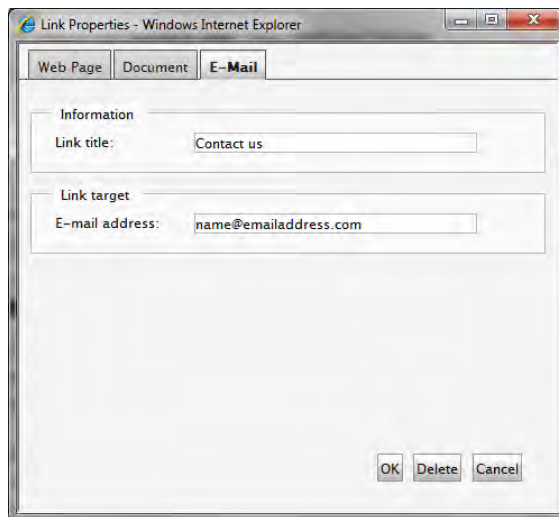 Link Properties - Windows Internet Explorer
Web Page Document E-Mail
Information
Link title: Contact us
Link target
E-mail address: name@emailaddress.com
OK Delete Cancel